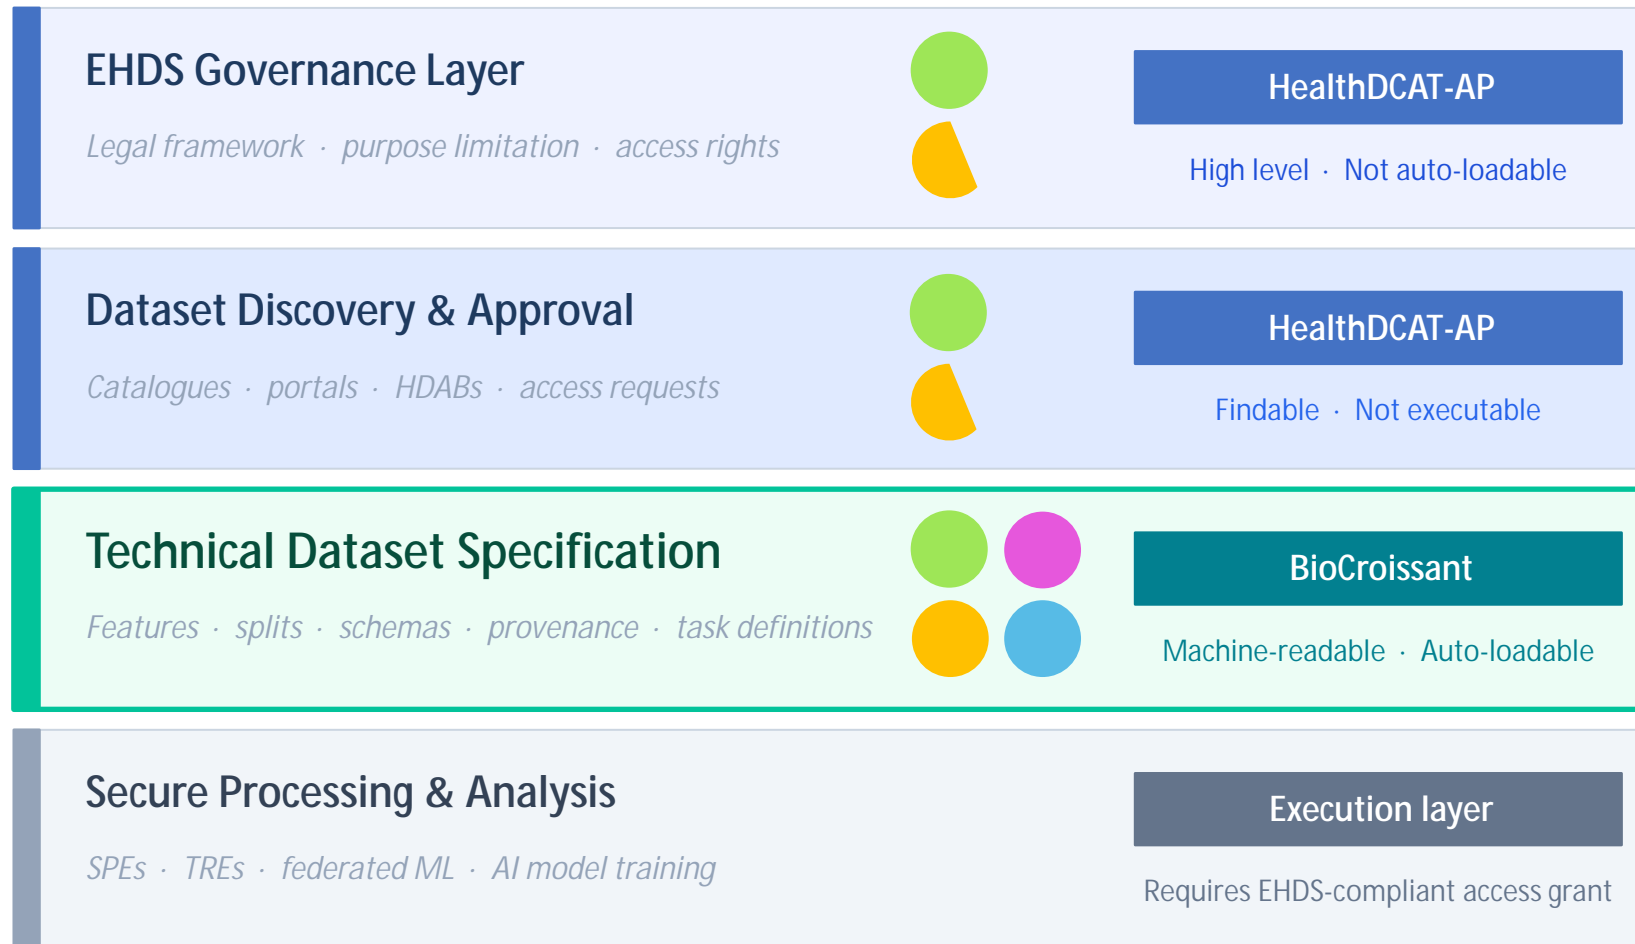 EHDS Governance Layer
Legal framework · purpose limitation · access rights
HealthDCAT-AP
High level · Not auto-loadable
Dataset Discovery & Approval
Catalogues · portals · HDABs · access requests
HealthDCAT-AP
Findable · Not executable
Technical Dataset Specification
Features · splits · schemas · provenance · task definitions
BioCroissant
Machine-readable · Auto-loadable
Secure Processing & Analysis
SPEs · TREs · federated ML · AI model training
Execution layer
Requires EHDS-compliant access grant